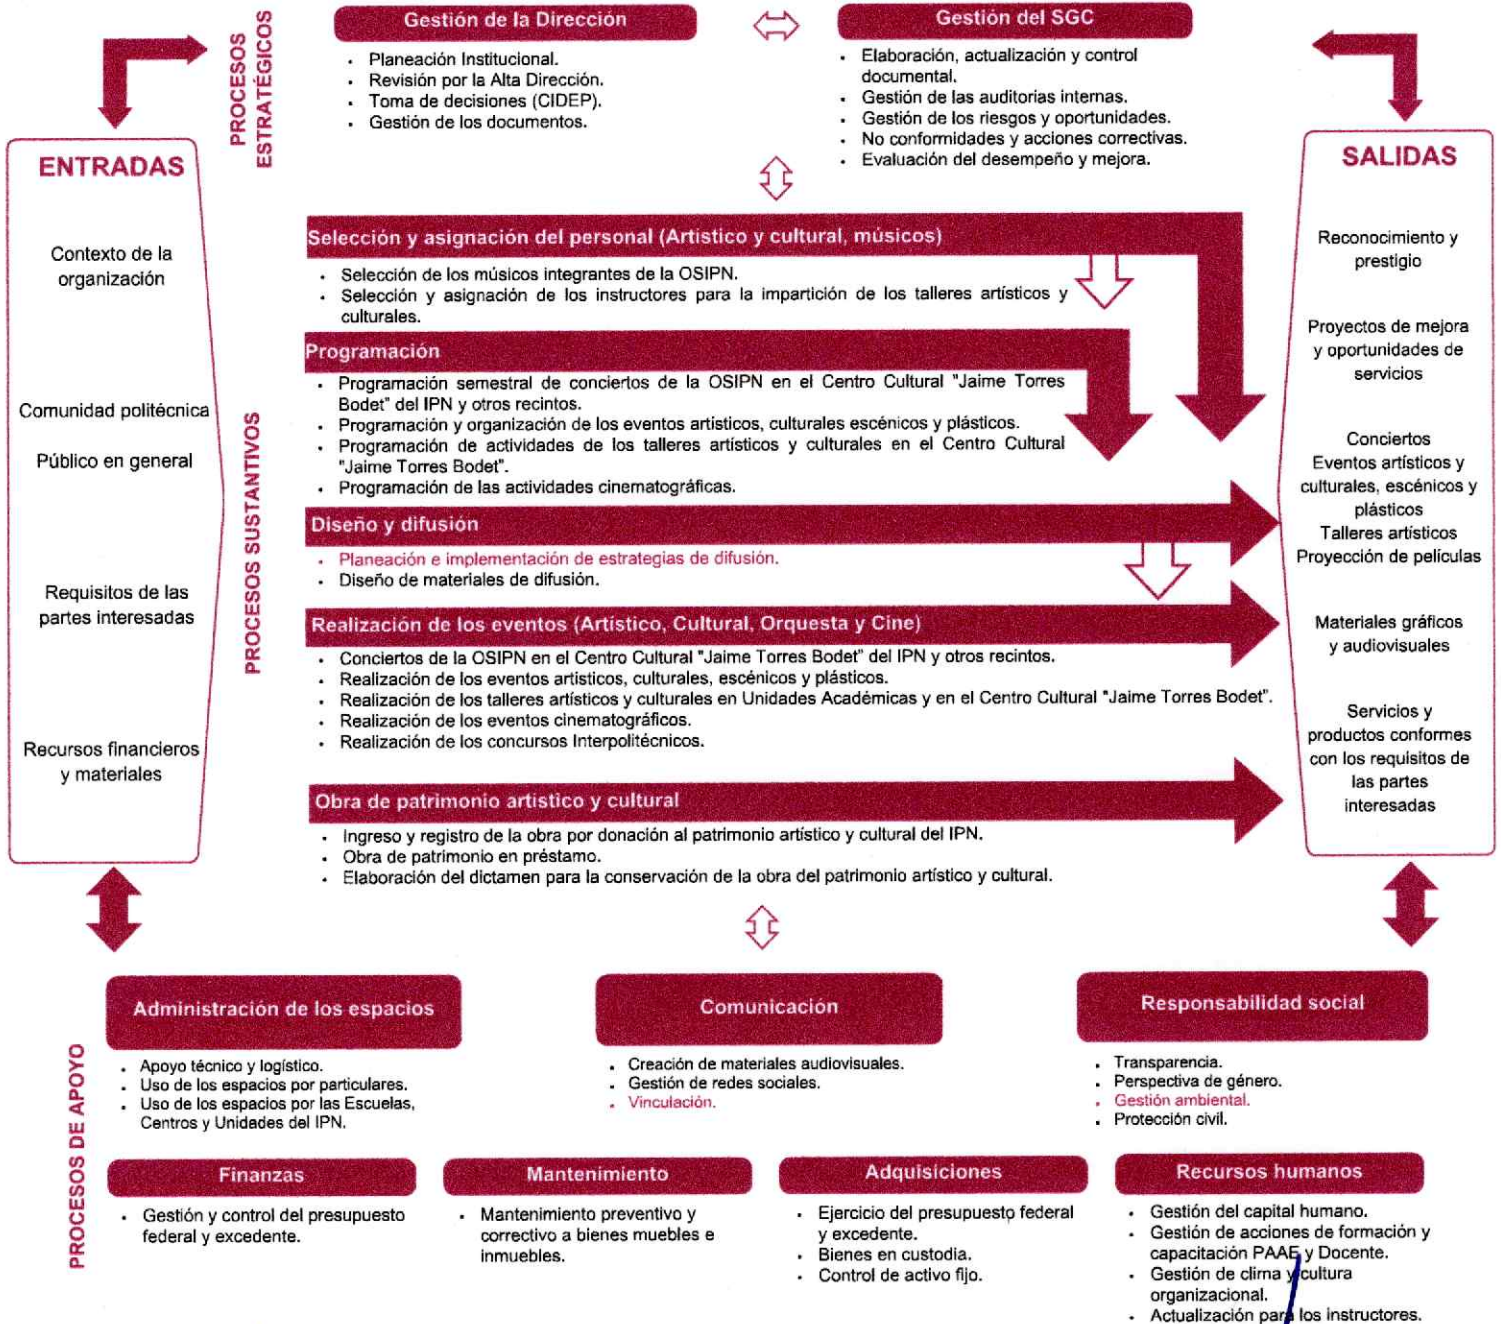 PROCESOS
ESTRATÉGICOS
Gestión de la Dirección
• Planeación Institucional.
• Revisión por la Alta Dirección.
• Toma de decisiones (CIDEP).
• Gestión de los documentos.
Gestión del SGC
• Elaboración, actualización y control
documental.
• Gestión de las auditorias internas.
• Gestión de los riesgos y oportunidades.
• No conformidades y acciones correctivas.
• Evaluación del desempeño y mejora.
ENTRADAS
Contexto de la
organización
Comunidad politécnica
Público en general
Requisitos de las
partes interesadas
Recursos financieros
y materiales
PROCESOS SUSTANTIVOS
Selección y asignación del personal (Artistico y cultural, músicos)
• Selección de los músicos integrantes de la OSIPN.
• Selección y asignación de los instructores para la impartición de los talleres artísticos y
culturales.
Programación
• Programación semestral de conciertos de la OSIPN en el Centro Cultural "Jaime Torres
Bodet" del IPN y otros recintos.
• Programación y organización de los eventos artísticos, culturales escénicos y plásticos.
• Programación de actividades de los talleres artísticos y culturales en el Centro Cultural
"Jaime Torres Bodet".
• Programación de las actividades cinematográficas.
Diseño y difusión
• Planeación e implementación de estrategias de difusión.
• Diseño de materiales de difusión.
Realización de los eventos (Artístico, Cultural, Orquesta y Cine)
• Conciertos de la OSIPN en el Centro Cultural "Jaime Torres Bodet" del IPN y otros recintos.
• Realización de los eventos artisticos, culturales, escénicos y plásticos.
• Realización de los talleres artísticos y culturales en Unidades Académicas y en el Centro Cultural "Jaime Torres Bodet".
• Realización de los eventos cinematográficos.
• Realización de los concursos Interpolitécnicos.
Obra de patrimonio artistico y cultural
• Ingreso y registro de la obra por donación al patrimonio artístico y cultural del IPN.
• Obra de patrimonio en préstamo.
• Elaboración del dictamen para la conservación de la obra del patrimonio artístico y cultural.
SALIDAS
Reconocimiento y
prestigio
Proyectos de mejora
y oportunidades de
servicios
Conciertos
Eventos artísticos y
culturales, escénicos y
plásticos
Talleres artísticos
Proyección de películas
Materiales gráficos
y audiovisuales
Servicios y
productos conformes
con los requisitos de
las partes
interesadas
PROCESOS DE APOYO
Administración de los espacios
• Apoyo técnico y logístico.
• Uso de los espacios por particulares.
• Uso de los espacios por las Escuelas,
Centros y Unidades del IPN.
Comunicación
• Creación de materiales audiovisuales.
• Gestión de redes sociales.
• Vinculación.
Responsabilidad social
• Transparencia.
• Perspectiva de género.
• Gestión ambiental.
• Protección civil.
Finanzas
• Gestión y control del presupuesto
federal y excedente.
Mantenimiento
• Mantenimiento preventivo y
correctivo a bienes muebles e
inmuebles.
Adquisiciones
• Ejercicio del presupuesto federal
y excedente.
• Bienes en custodia.
• Control de activo fijo.
Recursos humanos
• Gestión del capital humano.
• Gestión de acciones de formación y
capacitación PAAE y Docente.
• Gestión de clima y cultura
organizacional.
• Actualización para los instructores.